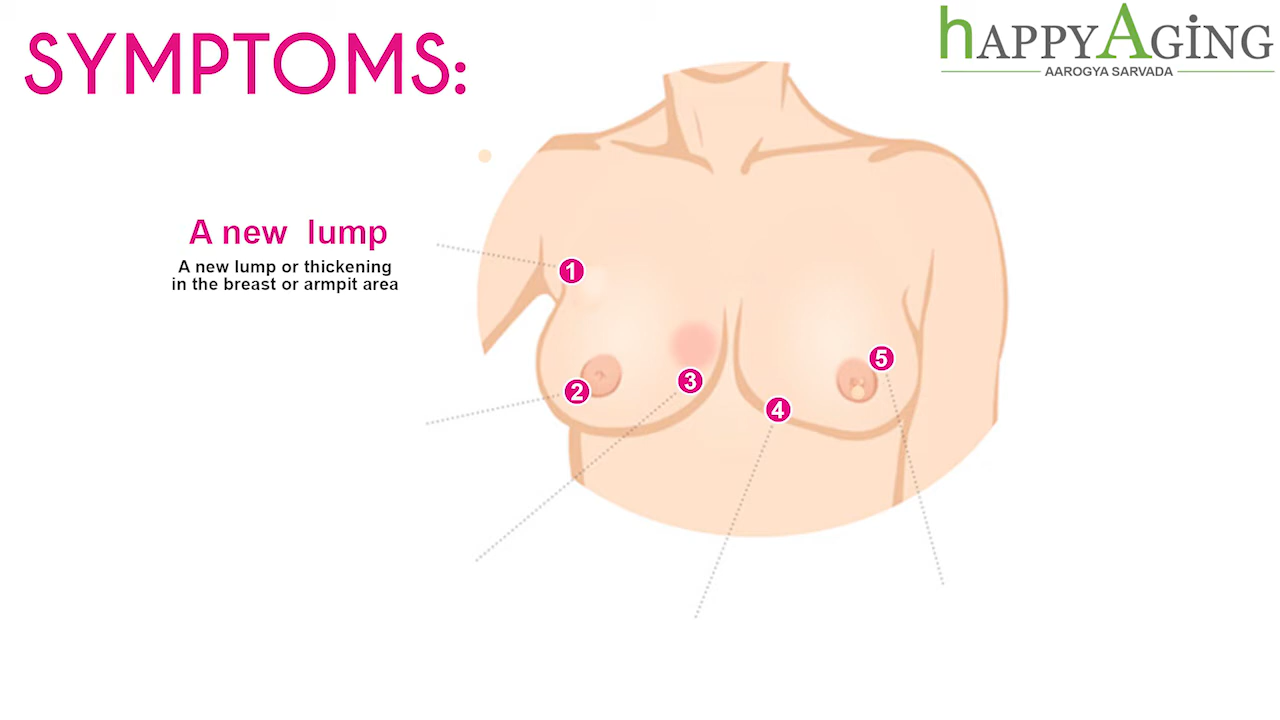 SYMPTOMS:
hAPPYAGiNG
AAROGYA SARVADA
A new lump
A new lump or thickening
in the breast or armpit area
1
2
3
4
5